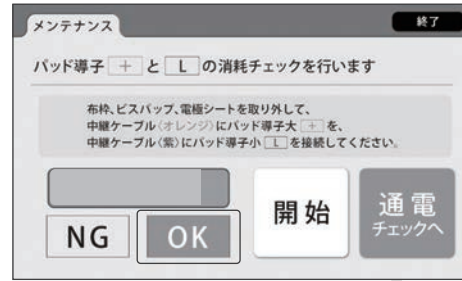 メンテナンス
終了
パッド導子 + と L の消耗チェックを行います
布枠、ビスパップ、電極シートを取り外して、
中継ケーブル(オレンジ)にパッド導子大 + を、
中継ケーブル(紫)にパッド導子小 L を接続してください。
NG
OK
開始
通電
チェックへ